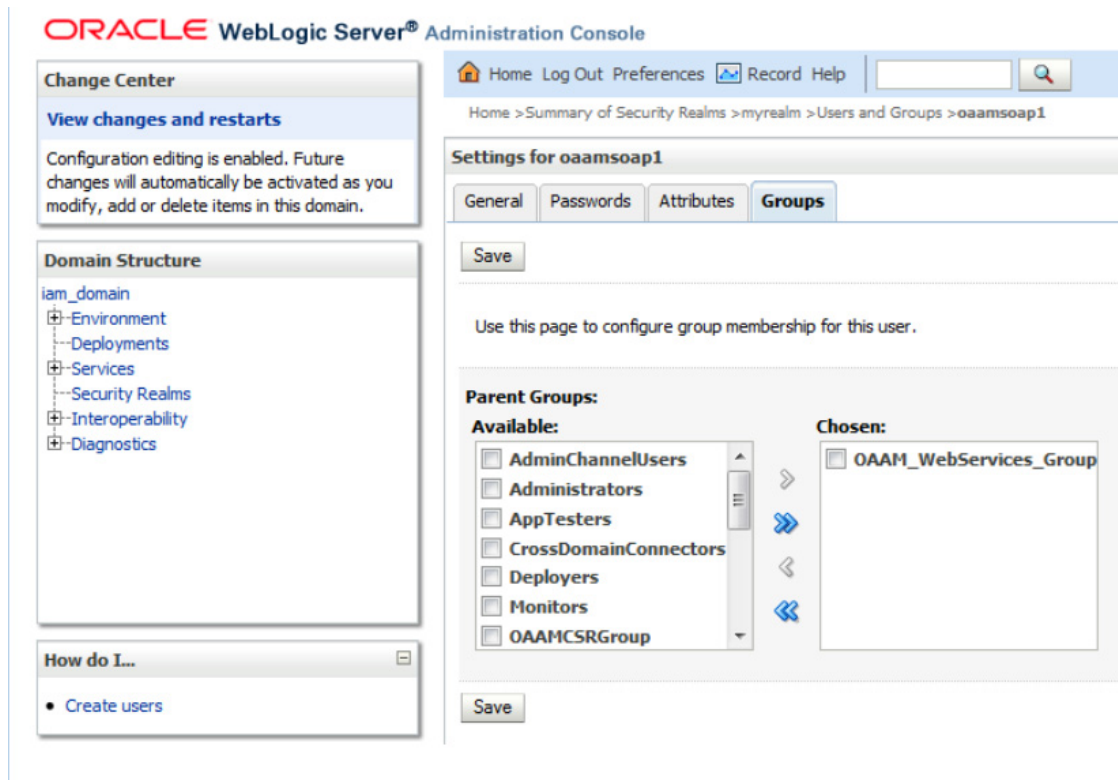 ORACLE WebLogic Server® Administration Console
Change Center
View changes and restarts
Configuration editing is enabled. Future
changes will automatically be activated as you
modify, add or delete items in this domain.
Domain Structure
iam_domain
Environment
Deployments
Services
Security Realms
Interoperability
Diagnostics
How do I...
Create users
Home Log Out Preferences Record Help
Home >Summary of Security Realms >myrealm >Users and Groups >oaamsoap1
Settings for oaamsoap1
General Passwords Attributes Groups
Save
Use this page to configure group membership for this user.
Parent Groups:
Available:
AdminChannelUsers
Administrators
AppTesters
CrossDomainConnectors
Deployers
Monitors
OAAMCSRGroup
Chosen:
OAAM_WebServices_Group
Save